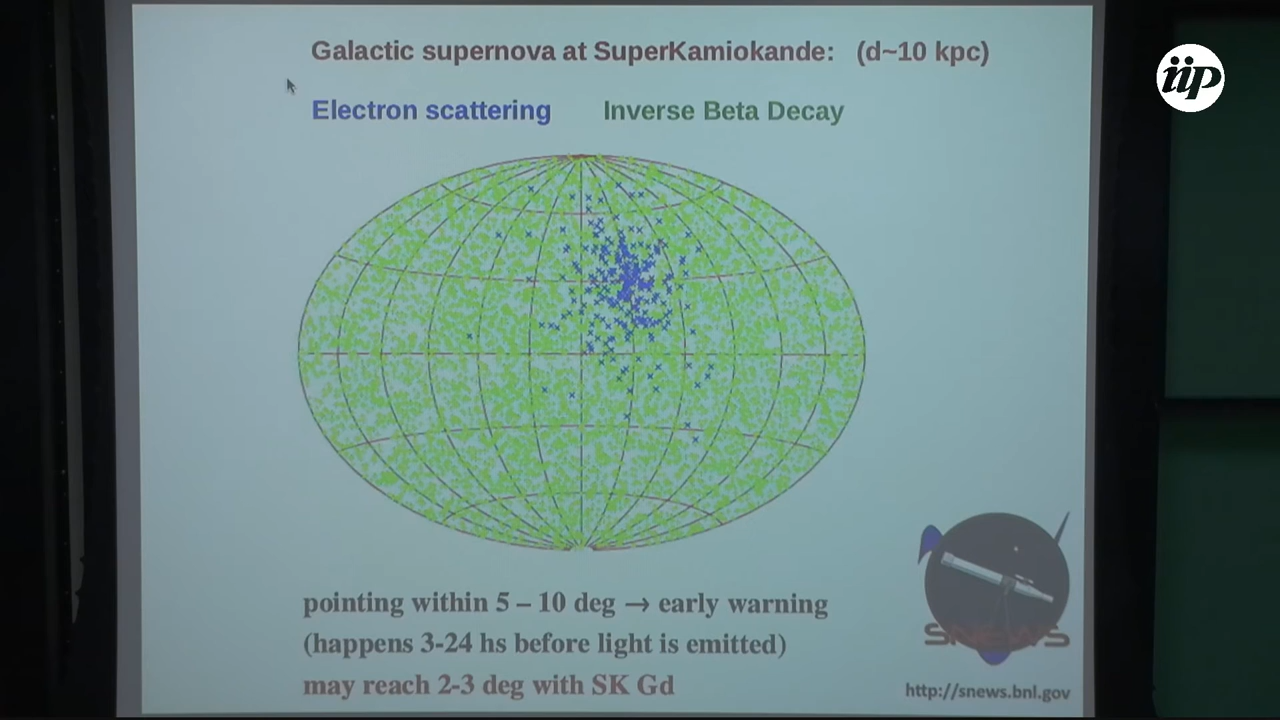 Galactic supernova at SuperKamiokande: (d~10 kpc)
Electron scattering Inverse Beta Decay
pointing within 5 – 10 deg → early warning
(happens 3-24 hs before light is emitted)
may reach 2-3 deg with SK Gd
SNEWS
http://snews.bnl.gov
iip